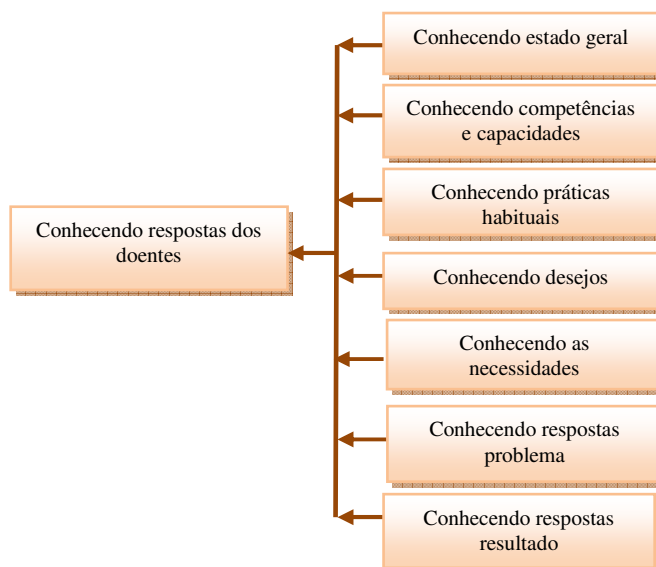 Conhecendo estado geral
Conhecendo competências
e capacidades
Conhecendo práticas
habituais
Conhecendo respostas dos
doentes
Conhecendo desejos
Conhecendo as
necessidades
Conhecendo respostas
problema
Conhecendo respostas
resultado